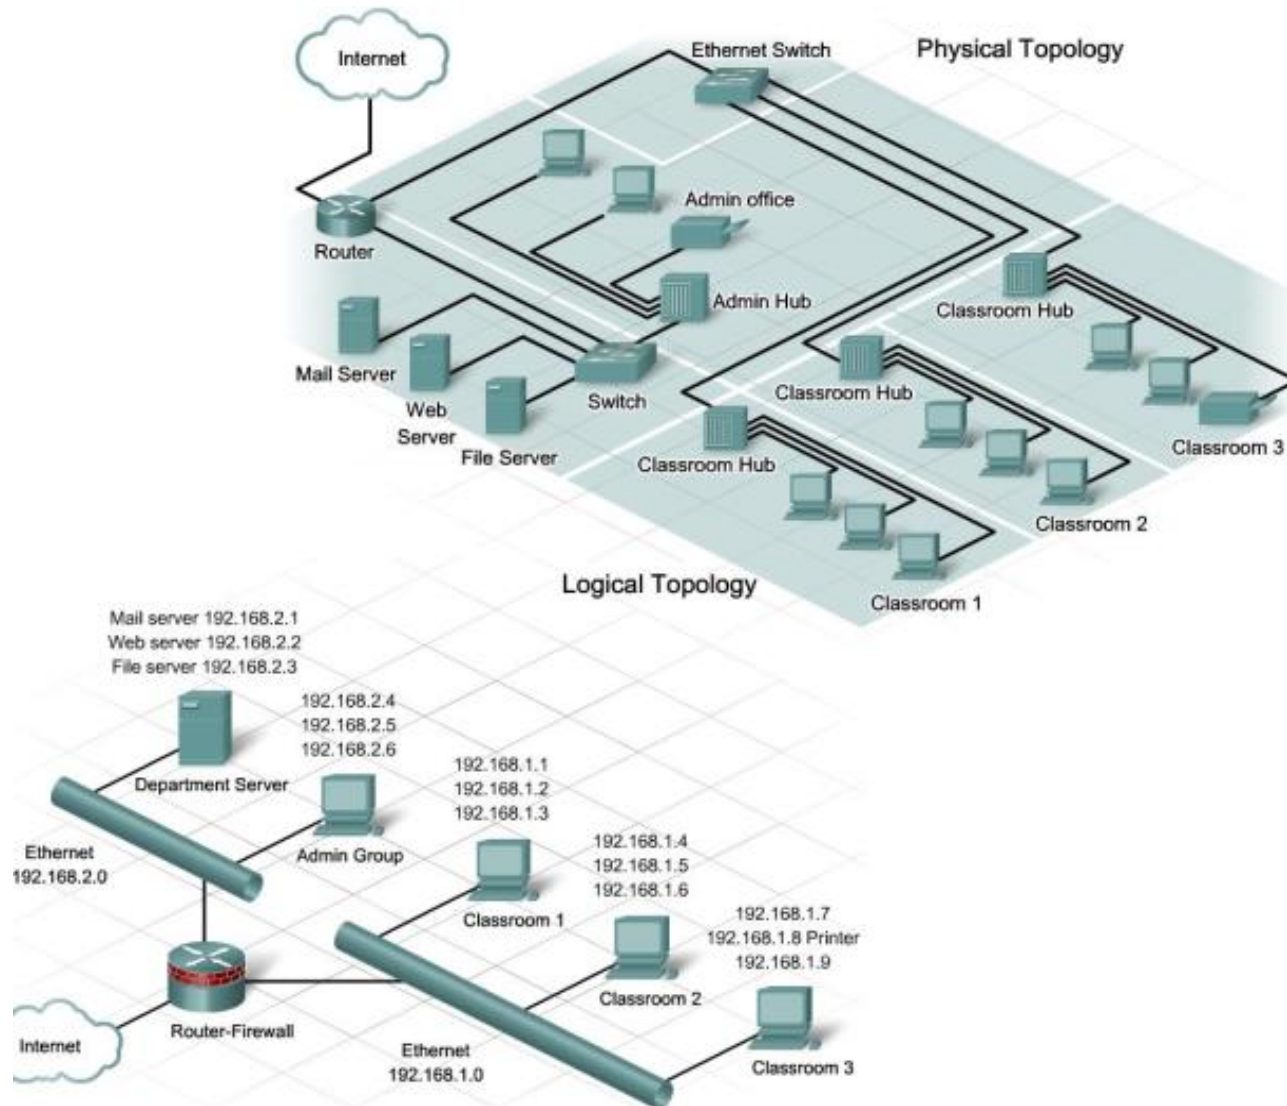 Internet
Ethernet Switch
Physical Topology
Admin office
Router
Admin Hub
Classroom Hub
Mail Server
Web
Server
Switch
Classroom Hub
File Server
Classroom Hub
Classroom 3
Classroom 2
Classroom 1
Logical Topology
Mail server 192.168.2.1
Web server 192.168.2.2
File server 192.168.2.3
192.168.2.4
192.168.2.5
192.168.2.6
Department Server
192.168.1.1
192.168.1.2
192.168.1.3
Ethernet
192.168.2.0
Admin Group
192.168.1.4
192.168.1.5
192.168.1.6
Classroom 1
192.168.1.7
192.168.1.8 Printer
192.168.1.9
Classroom 2
Router-Firewall
Internet
Ethernet
192.168.1.0
Classroom 3